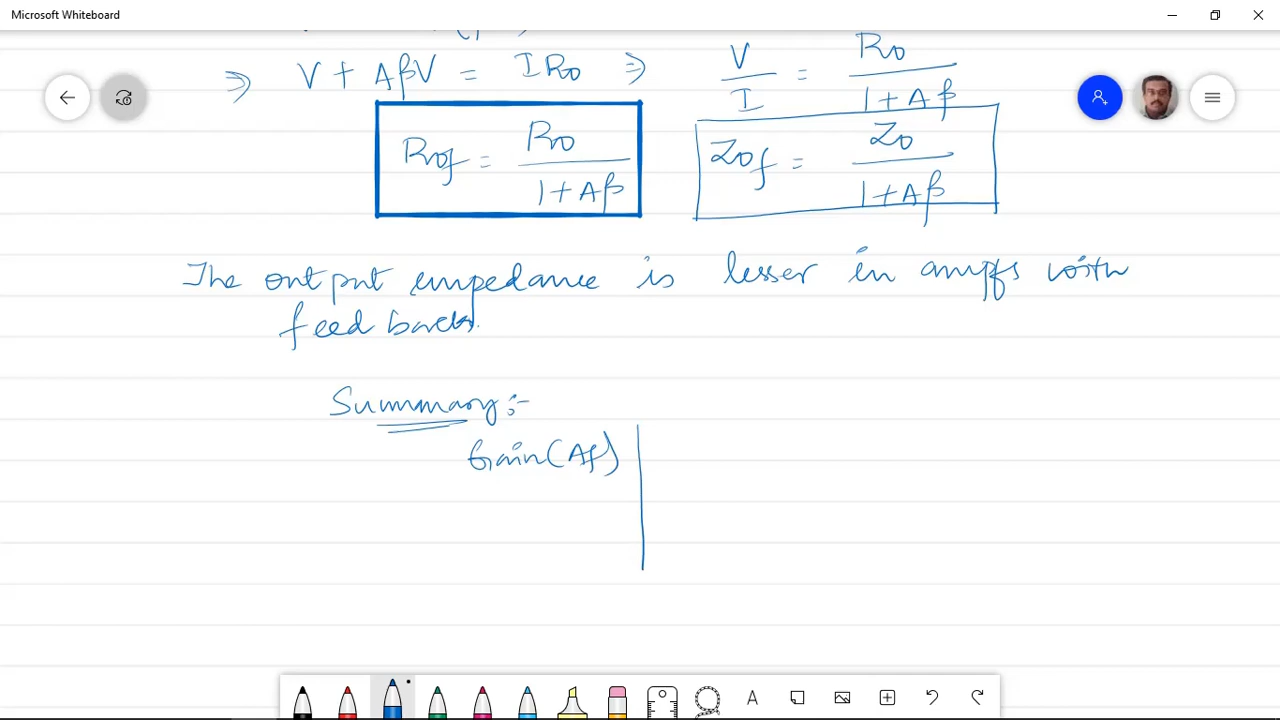 Microsoft Whiteboard
⇒ V + AβV = IRo ⇒ V/I = Ro/(1+Aβ)
Rof = Ro/(1+Aβ)
Zof = Zo/(1+Aβ)
The output impedance is lesser in amps with
feed back.
Summary:-
Gain(Af)